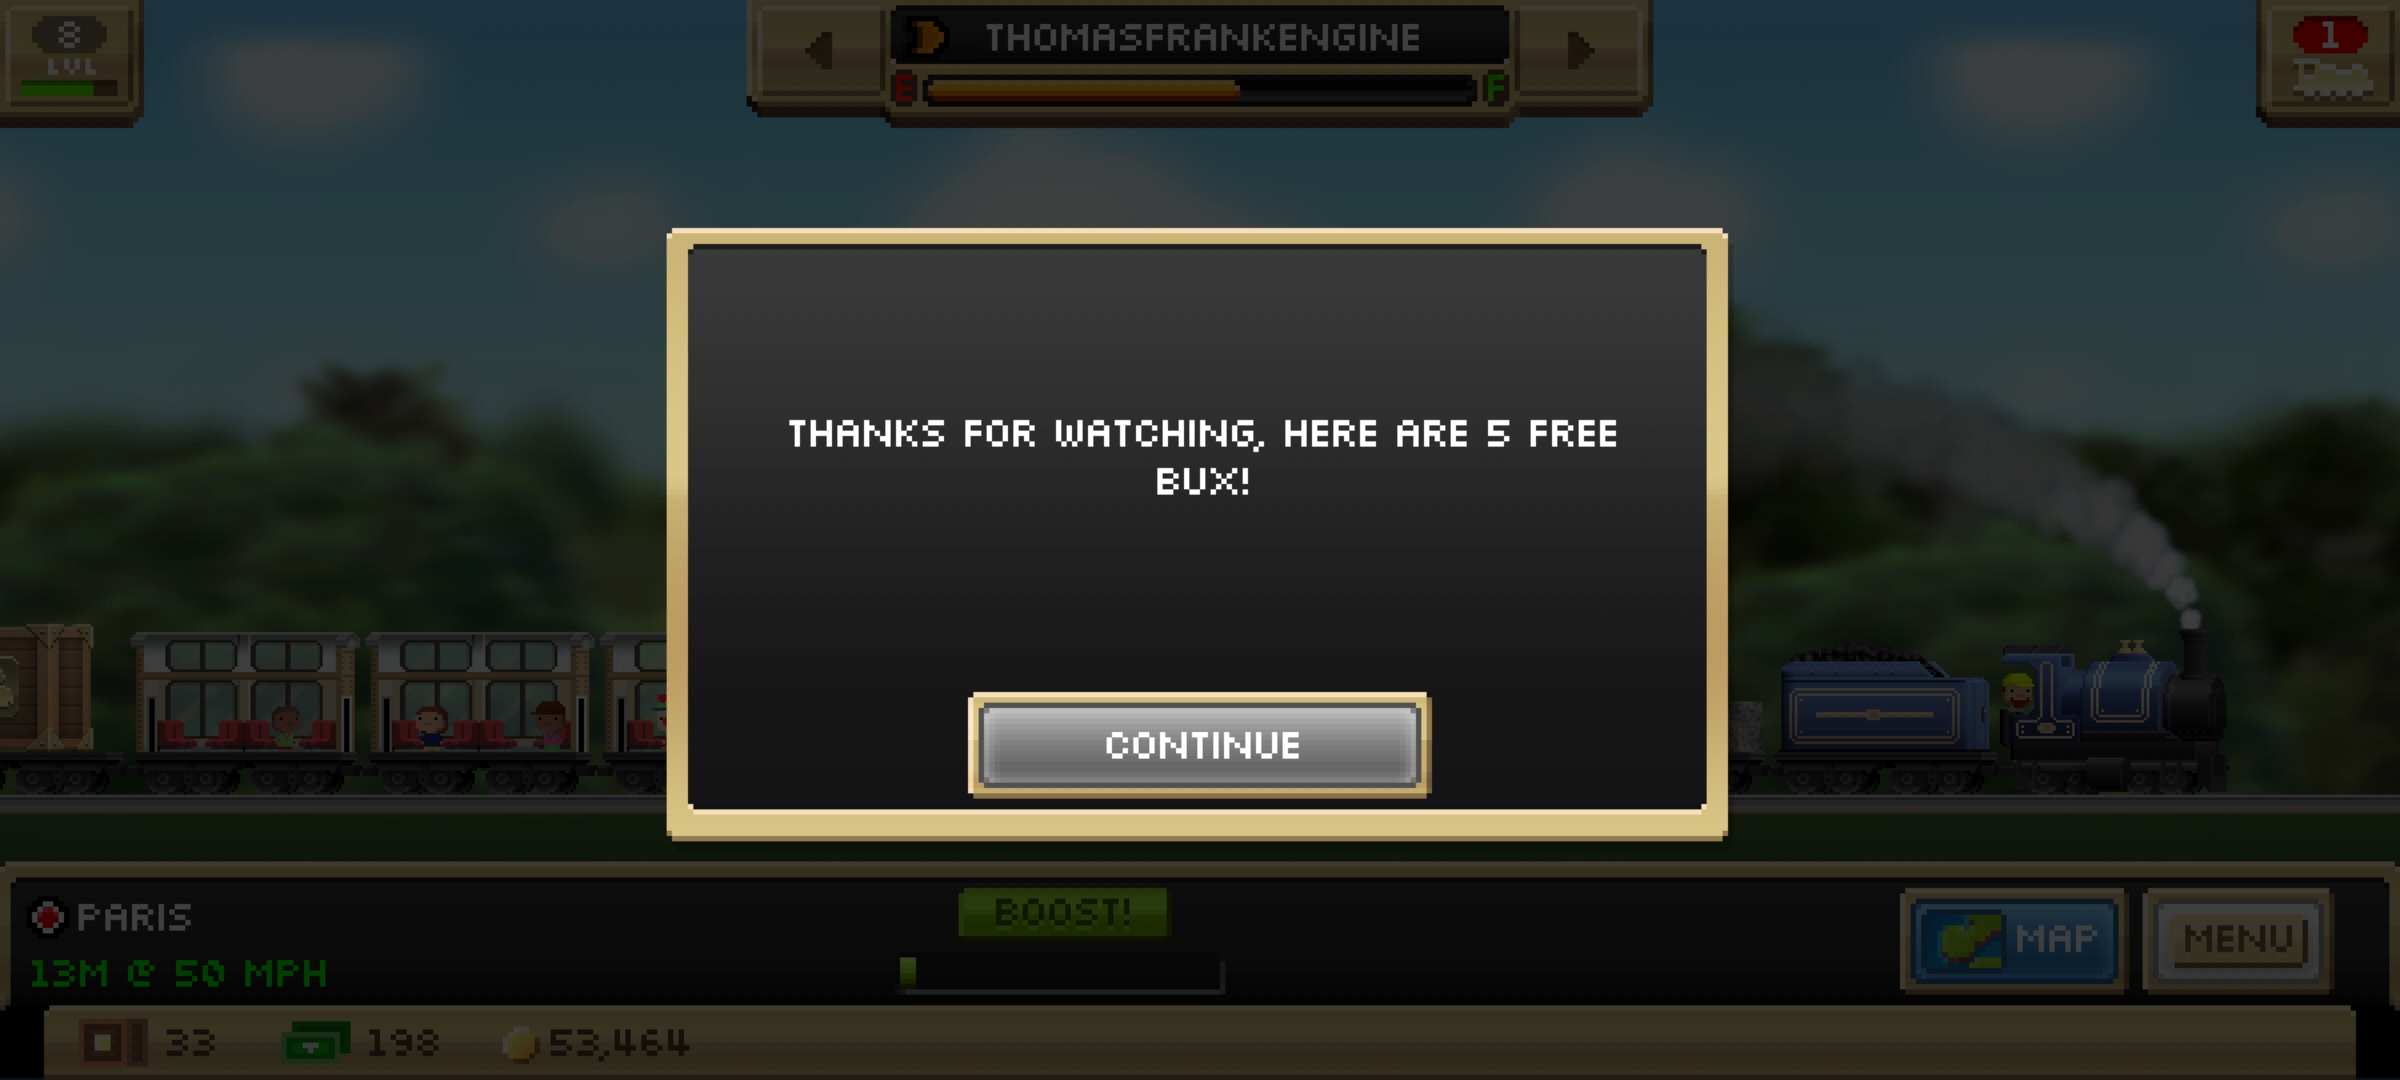 8
LVL
THOMASFRANKENGINE
E
F
1
THANKS FOR WATCHING, HERE ARE 5 FREE
BUX!
CONTINUE
PARIS
13M @ 50 MPH
BOOST!
MAP
MENU
33
198
53,464